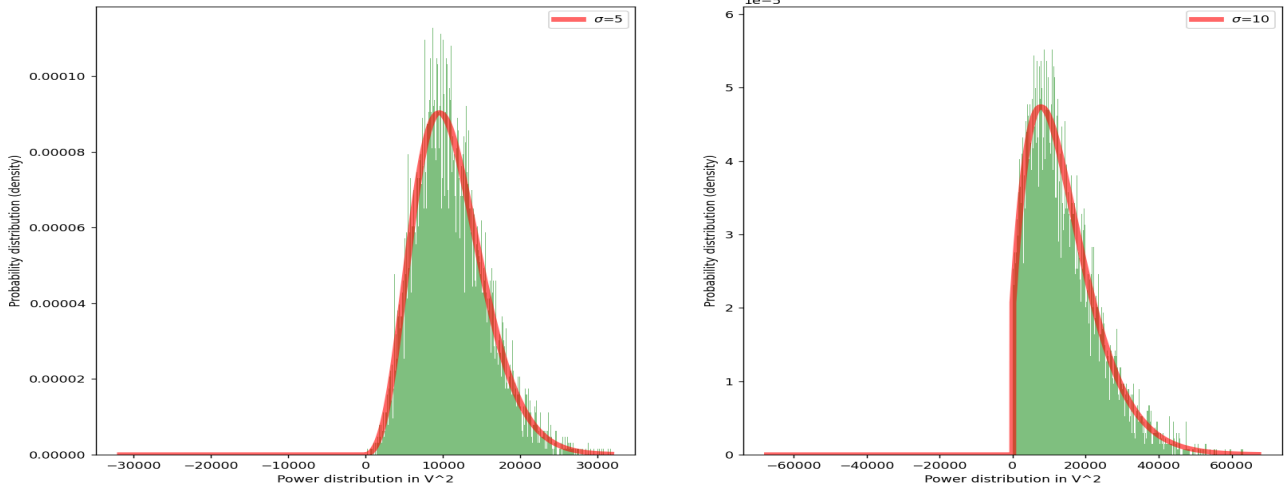 σ=5
0.00010
0.00008
0.00006
0.00004
0.00002
0.00000
Probability distribution (density)
−30000 −20000 −10000 0 10000 20000 30000
Power distribution in V^2
1e−5
σ=10
6
5
4
3
2
1
0
Probability distribution (density)
−60000 −40000 −20000 0 20000 40000 60000
Power distribution in V^2